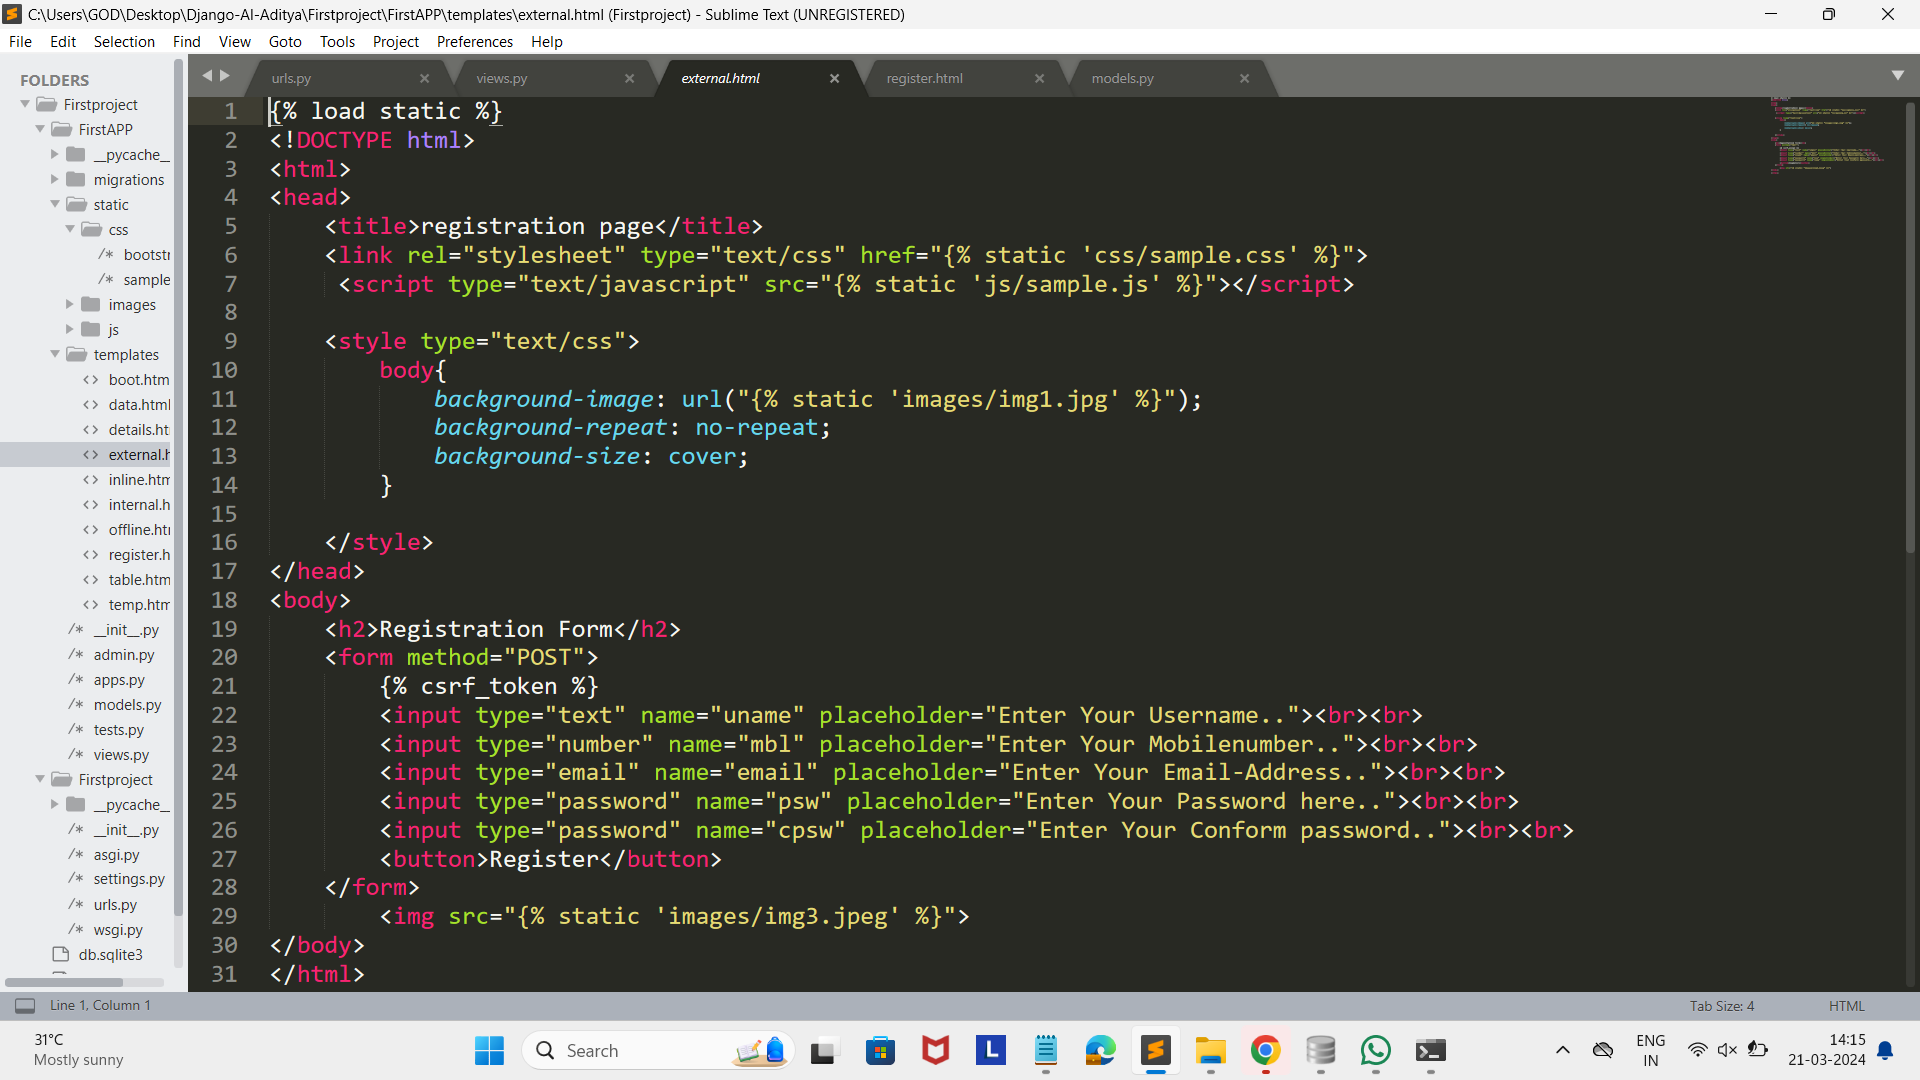 C:\Users\GOD\Desktop\Django-AI-Aditya\Firstproject\FirstAPP\templates\external.html (Firstproject) - Sublime Text (UNREGISTERED)
File Edit Selection Find View Goto Tools Project Preferences Help
FOLDERS
Firstproject
FirstAPP
__pycache__
migrations
static
css
/* bootstr
/* sample
images
js
templates
<> boot.htm
<> data.html
<> details.ht
<> external.h
<> inline.htm
<> internal.h
<> offline.htm
<> register.h
<> table.htm
<> temp.htm
/* __init__.py
/* admin.py
/* apps.py
/* models.py
/* tests.py
/* views.py
Firstproject
__pycache__
/* __init__.py
/* asgi.py
/* settings.py
/* urls.py
/* wsgi.py
db.sqlite3
urls.py views.py external.html register.html models.py
1 {% load static %}
2 <!DOCTYPE html>
3 <html>
4 <head>
5 <title>registration page</title>
6 <link rel="stylesheet" type="text/css" href="{% static 'css/sample.css' %}">
7 <script type="text/javascript" src="{% static 'js/sample.js' %}"></script>
8
9 <style type="text/css">
10 body{
11 background-image: url("{% static 'images/img1.jpg' %}");
12 background-repeat: no-repeat;
13 background-size: cover;
14 }
15
16 </style>
17 </head>
18 <body>
19 <h2>Registration Form</h2>
20 <form method="POST">
21 {% csrf_token %}
22 <input type="text" name="uname" placeholder="Enter Your Username.."><br><br>
23 <input type="number" name="mbl" placeholder="Enter Your Mobilenumber.."><br><br>
24 <input type="email" name="email" placeholder="Enter Your Email-Address.."><br><br>
25 <input type="password" name="psw" placeholder="Enter Your Password here.."><br><br>
26 <input type="password" name="cpsw" placeholder="Enter Your Conform password.."><br><br>
27 <button>Register</button>
28 </form>
29 <img src="{% static 'images/img3.jpeg' %}">
30 </body>
31 </html>
Line 1, Column 1 Tab Size: 4 HTML
31°C
Mostly sunny
Search
L
ENG
IN
14:15
21-03-2024